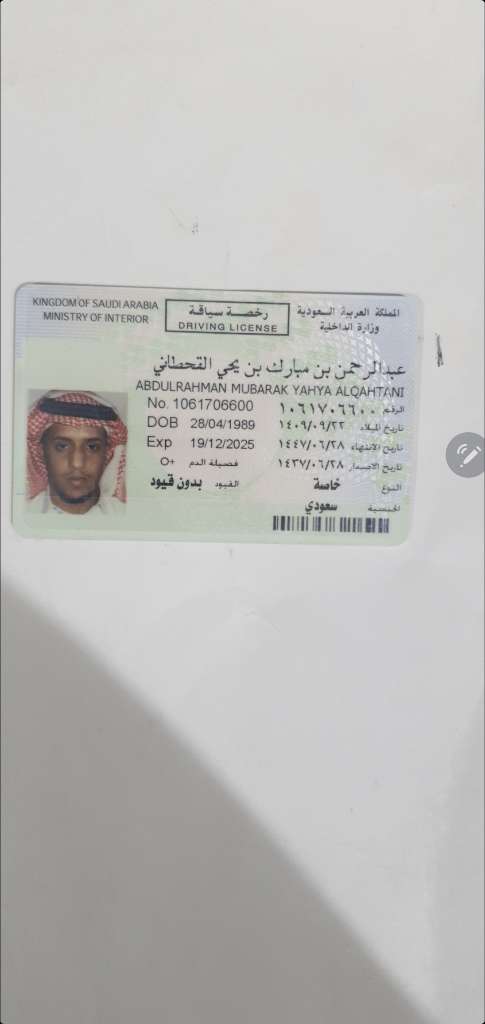 KINGDOM OF SAUDI ARABIA
MINISTRY OF INTERIOR
رخصة سياقة
DRIVING LICENSE
المملكة العربية السعودية
وزارة الداخلية
عبدالرحمن بن مبارك بن يحي القحطاني
ABDULRAHMAN MUBARAK YAHYA ALQAHTANI
No. 1061706600 الرقم ١٠٦١٧٠٦٦٠٠
DOB 28/04/1989 تاريخ الميلاد ١٤٠٩/٠٩/٢٢
Exp 19/12/2025 تاريخ الانتهاء ١٤٤٧/٠٦/٢٨
تاريخ الاصدار ١٤٣٧/٠٦/٢٨ فصيلة الدم O+
النوع خاصة القيود بدون قيود
الجنسية سعودي